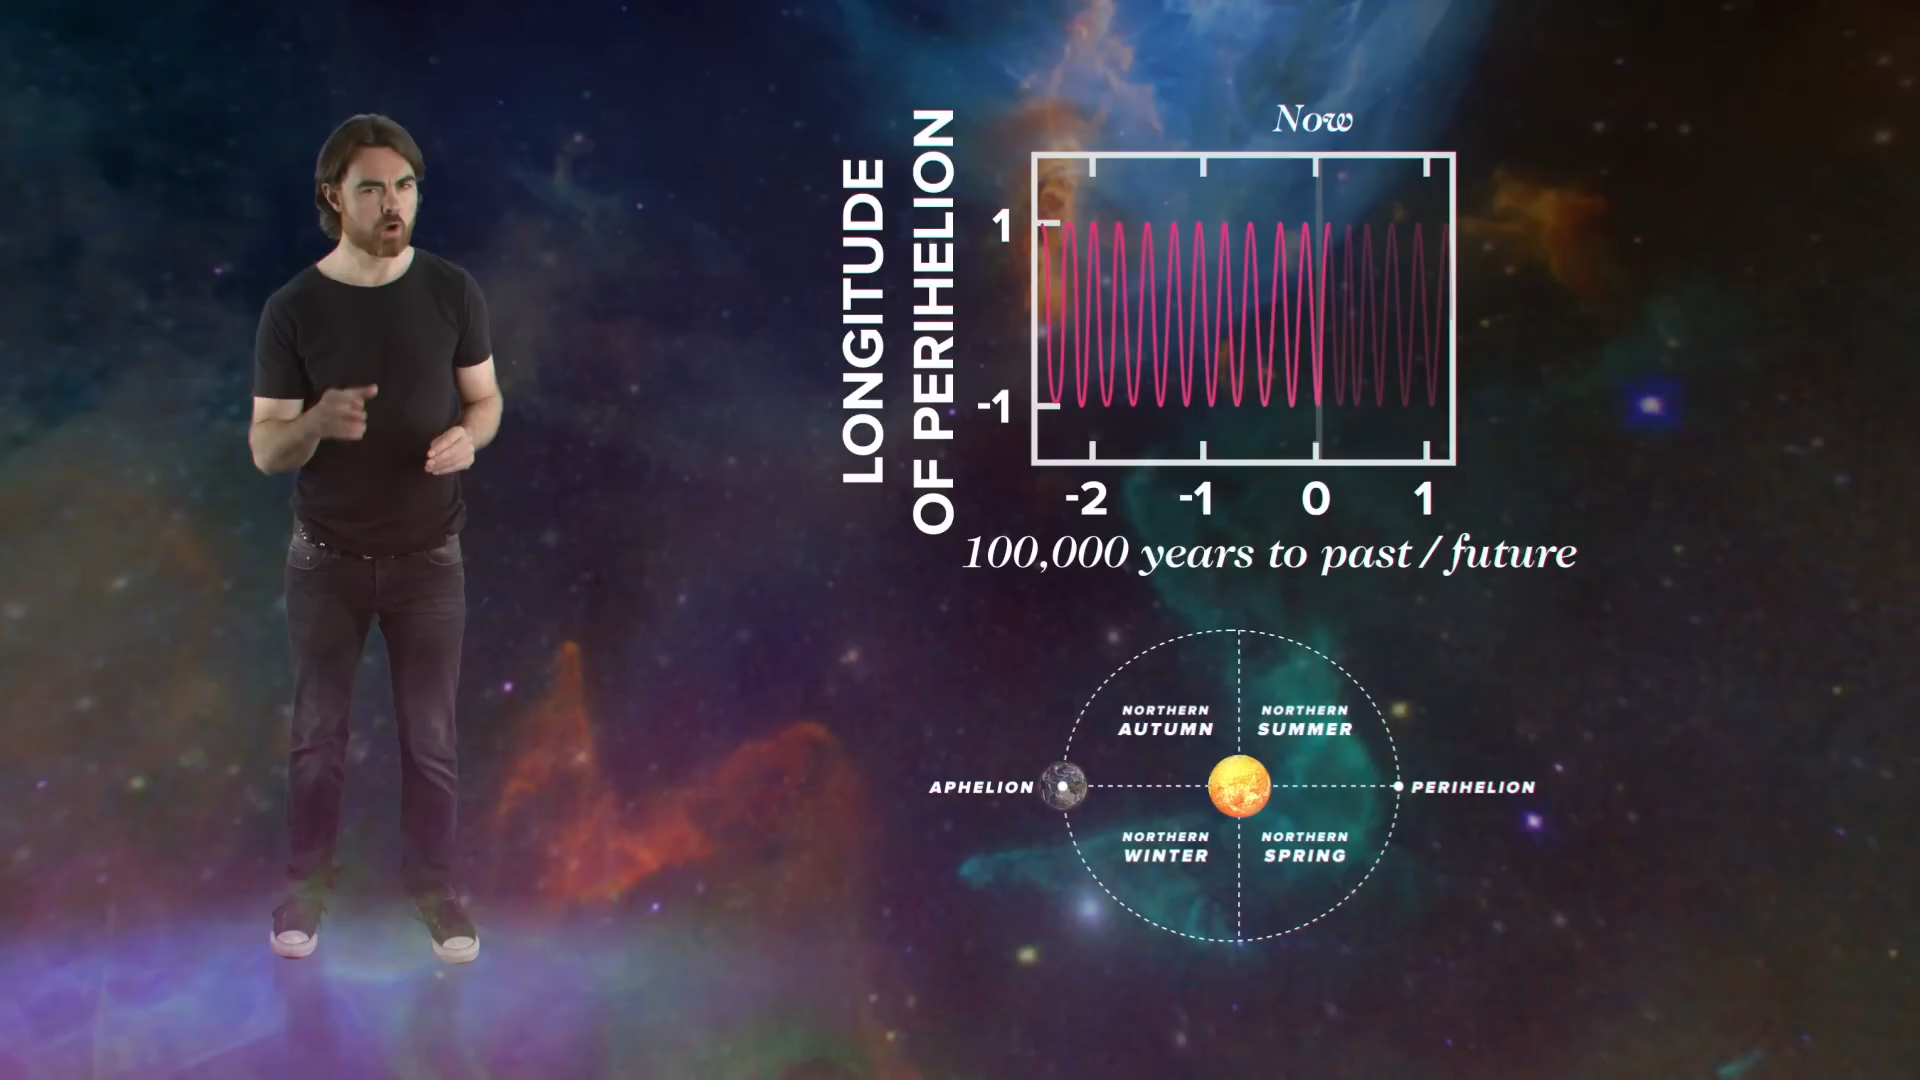 Now
LONGITUDE
OF PERIHELION
1
-1
-2 -1 0 1
100,000 years to past / future
NORTHERN
AUTUMN
NORTHERN
SUMMER
APHELION
PERIHELION
NORTHERN
WINTER
NORTHERN
SPRING